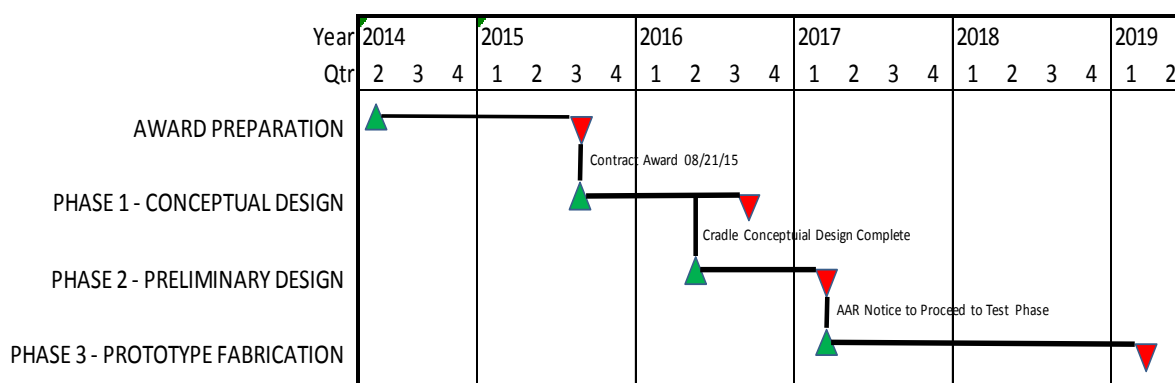 Year 2014 2015 2016 2017 2018 2019
Qtr 2 3 4 1 2 3 4 1 2 3 4 1 2 3 4 1 2 3 4 1 2
AWARD PREPARATION
Contract Award 08/21/15
PHASE 1 - CONCEPTUAL DESIGN
Cradle Conceptuial Design Complete
PHASE 2 - PRELIMINARY DESIGN
AAR Notice to Proceed to Test Phase
PHASE 3 - PROTOTYPE FABRICATION